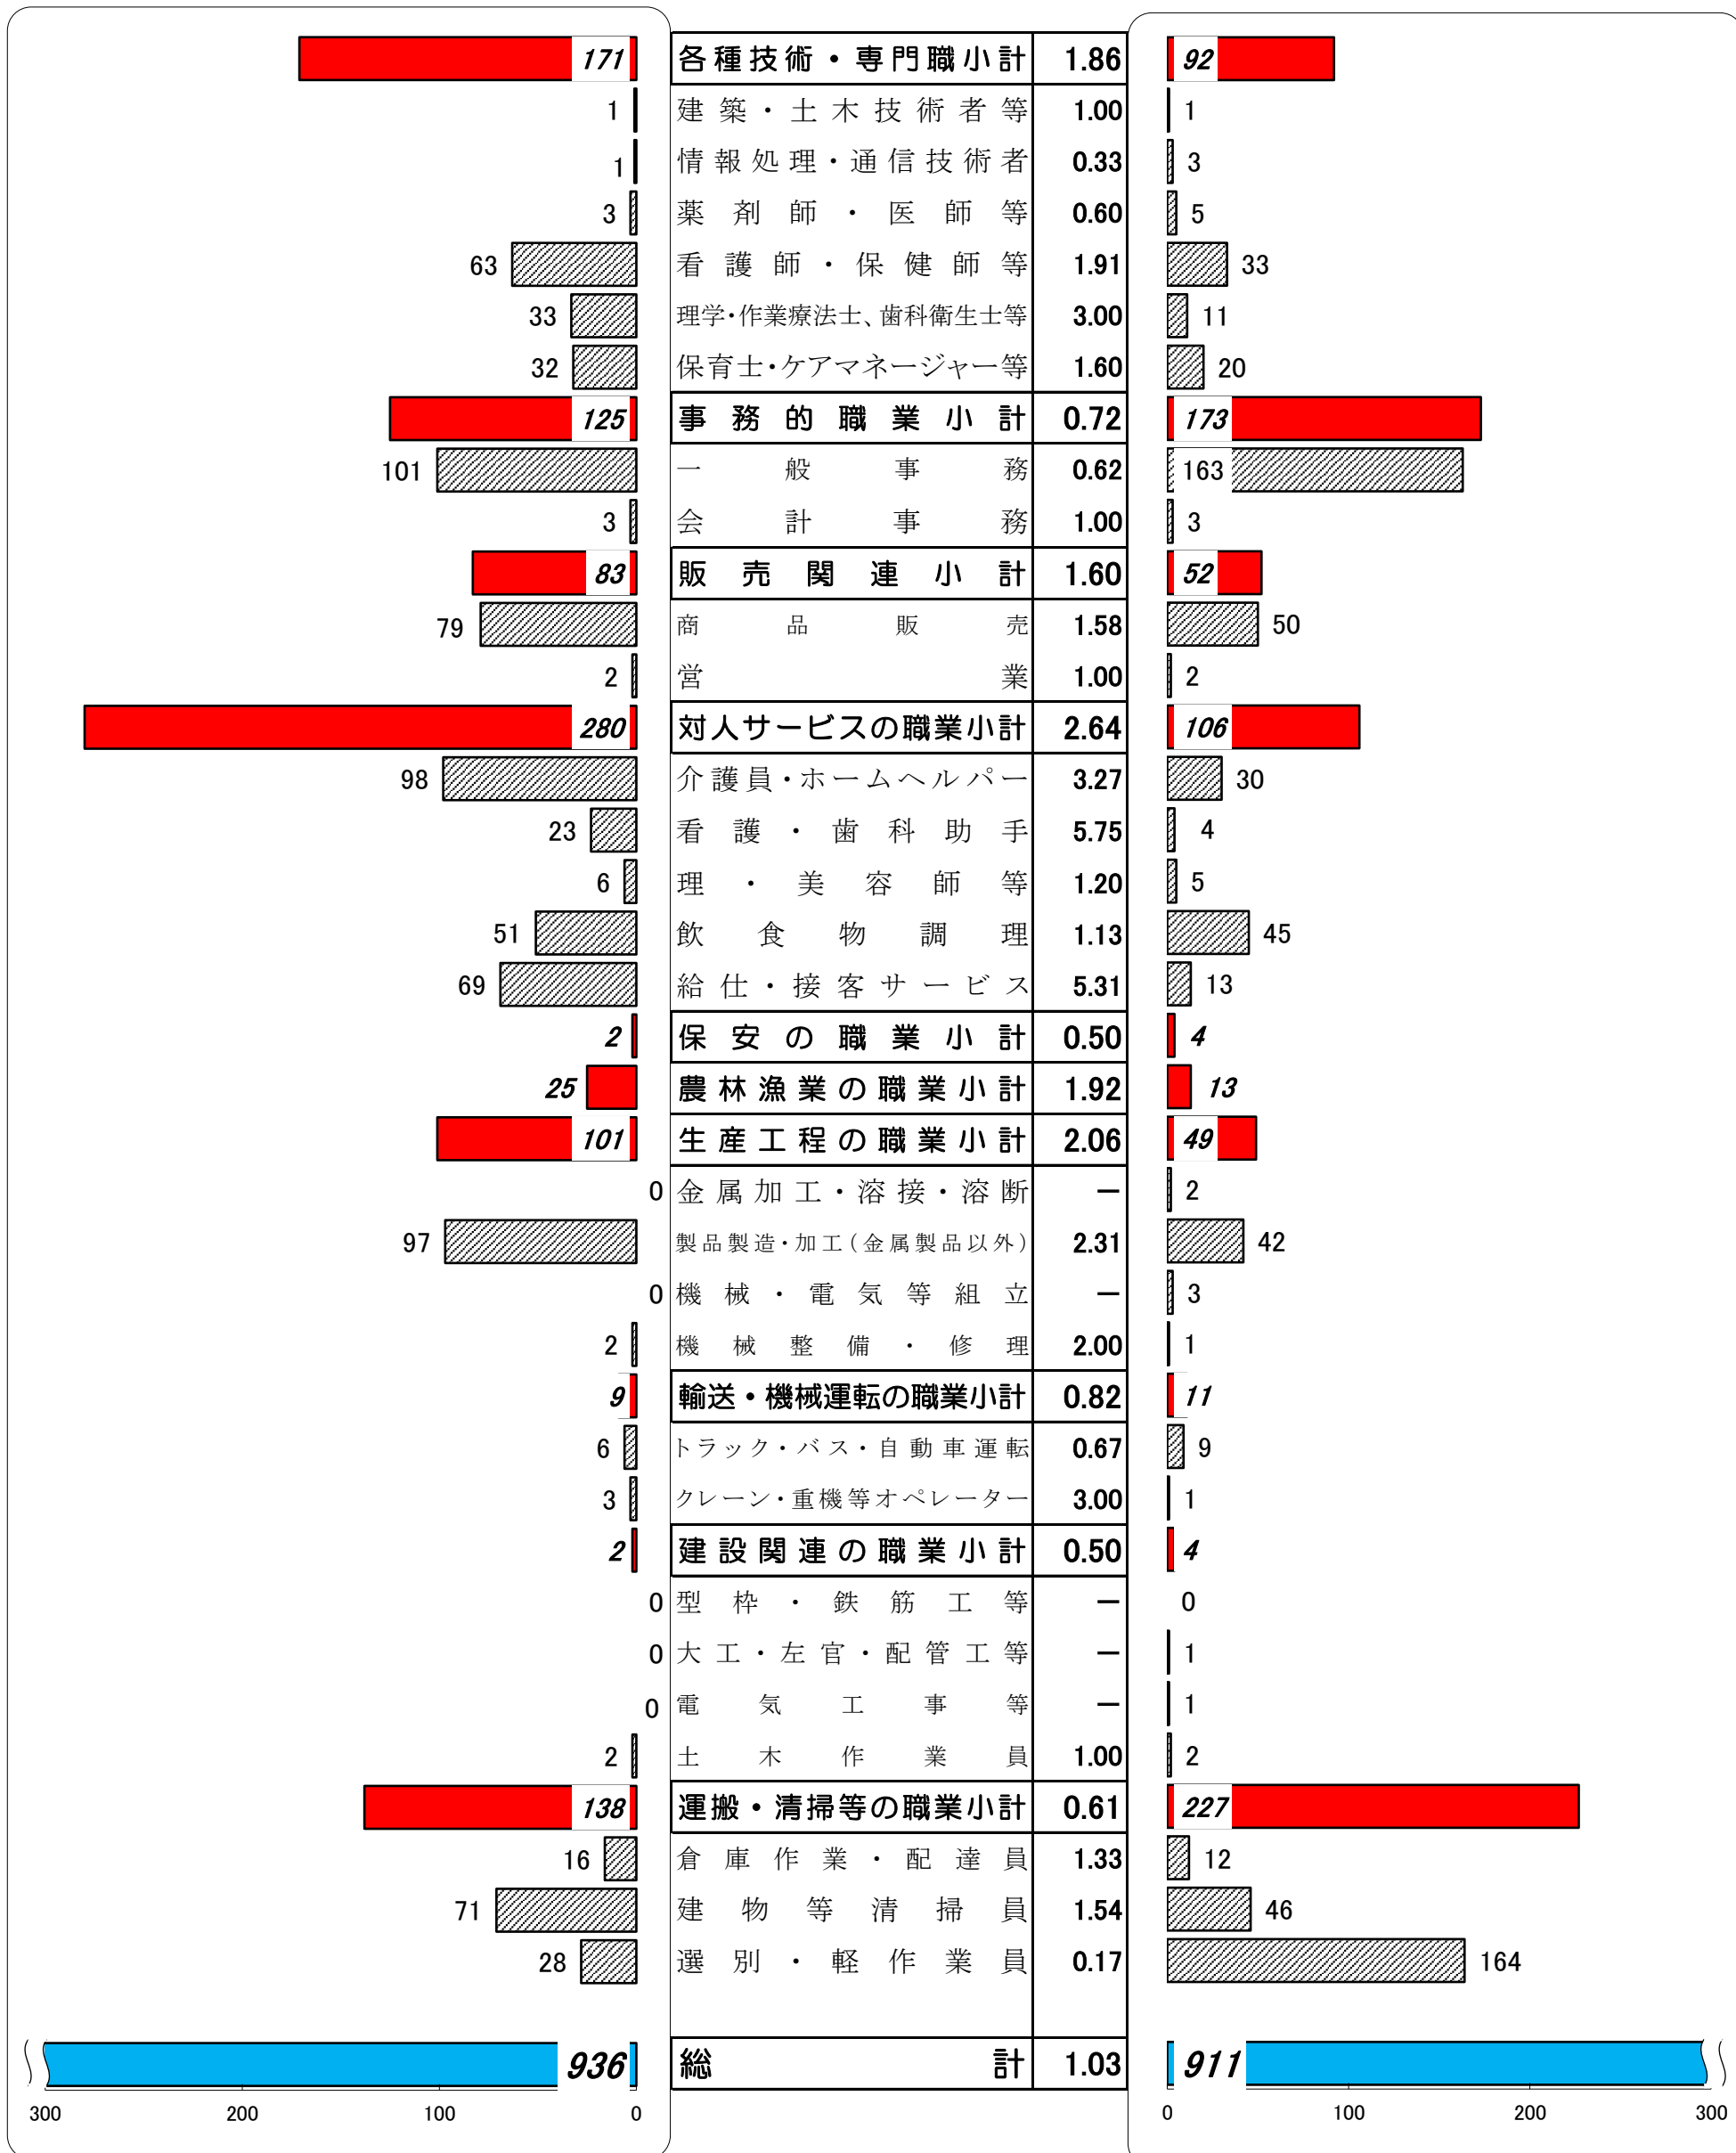 171 各種技術・専門職小計 1.86 92
1 建築・土木技術者等 1.00 1
1 情報処理・通信技術者 0.33 3
3 薬剤師・医師等 0.60 5
63 看護師・保健師等 1.91 33
33 理学・作業療法士、歯科衛生士等 3.00 11
32 保育士・ケアマネージャー等 1.60 20
125 事務的職業小計 0.72 173
101 一般事務 0.62 163
3 会計事務 1.00 3
83 販売関連小計 1.60 52
79 商品販売 1.58 50
2 営業 1.00 2
280 対人サービスの職業小計 2.64 106
98 介護員・ホームヘルパー 3.27 30
23 看護・歯科助手 5.75 4
6 理・美容師等 1.20 5
51 飲食物調理 1.13 45
69 給仕・接客サービス 5.31 13
2 保安の職業小計 0.50 4
25 農林漁業の職業小計 1.92 13
101 生産工程の職業小計 2.06 49
0 金属加工・溶接・溶断 ー 2
97 製品製造・加工(金属製品以外) 2.31 42
0 機械・電気等組立 ー 3
2 機械整備・修理 2.00 1
9 輸送・機械運転の職業小計 0.82 11
6 トラック・バス・自動車運転 0.67 9
3 クレーン・重機等オペレーター 3.00 1
2 建設関連の職業小計 0.50 4
0 型枠・鉄筋工等 ー 0
0 大工・左官・配管工等 ー 1
0 電気工事等 ー 1
2 土木作業員 1.00 2
138 運搬・清掃等の職業小計 0.61 227
16 倉庫作業・配達員 1.33 12
71 建物等清掃員 1.54 46
28 選別・軽作業員 0.17 164
936 総計 1.03 911
300 200 100 0 0 100 200 300